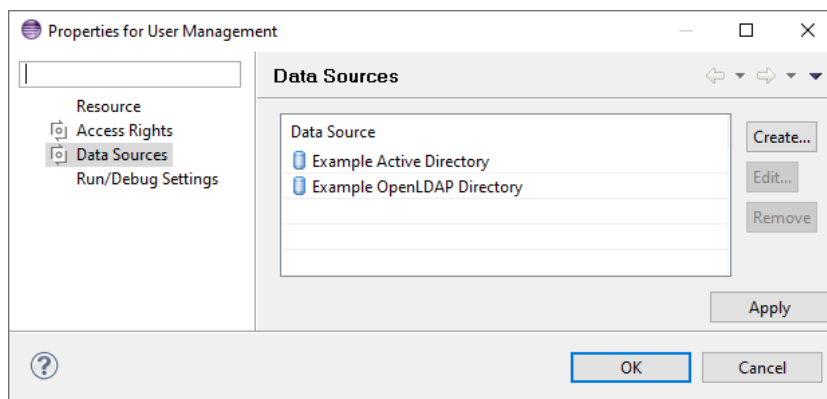 Properties for User Management
Data Sources
Resource
Access Rights
Data Sources
Run/Debug Settings
Data Source
Example Active Directory
Example OpenLDAP Directory
Create...
Edit...
Remove
Apply
?
OK
Cancel